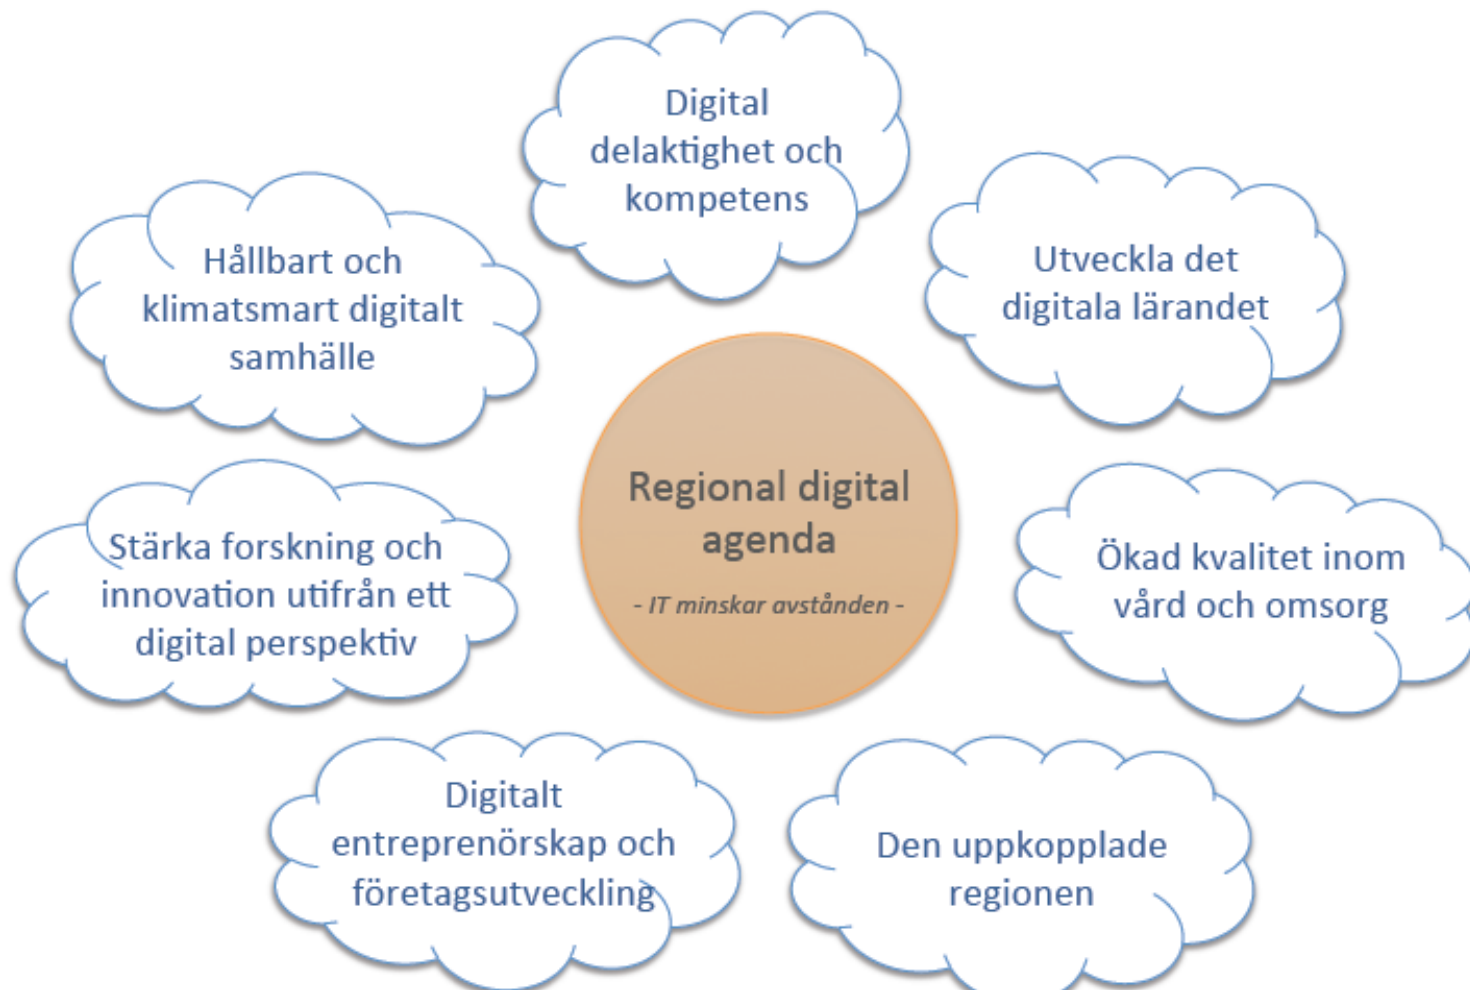 Digital
delaktighet och
kompetens
Hållbart och
klimatsmart digitalt
samhälle
Utveckla det
digitala lärandet
Regional digital
agenda
- IT minskar avstånden -
Stärka forskning och
innovation utifrån ett
digital perspektiv
Ökad kvalitet inom
vård och omsorg
Digitalt
entreprenörskap och
företagsutveckling
Den uppkopplade
regionen